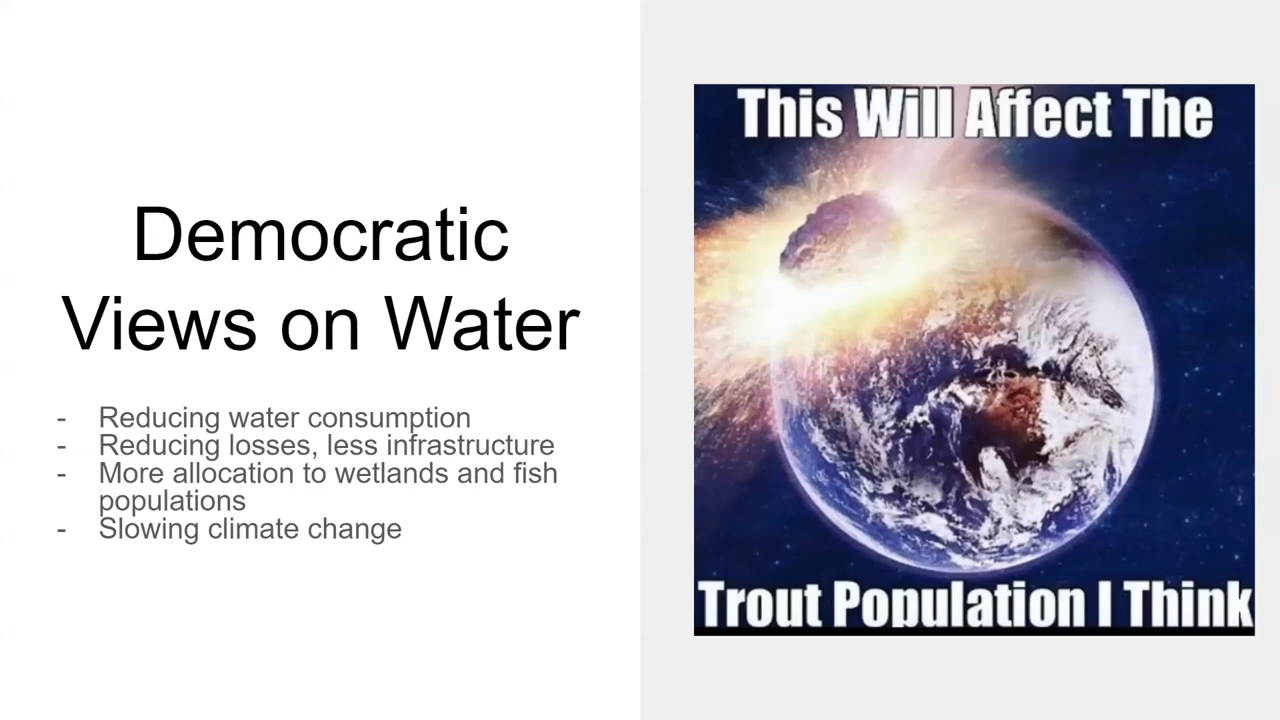 Democratic
Views on Water
- Reducing water consumption
- Reducing losses, less infrastructure
- More allocation to wetlands and fish
populations
- Slowing climate change
This Will Affect The
Trout Population I Think